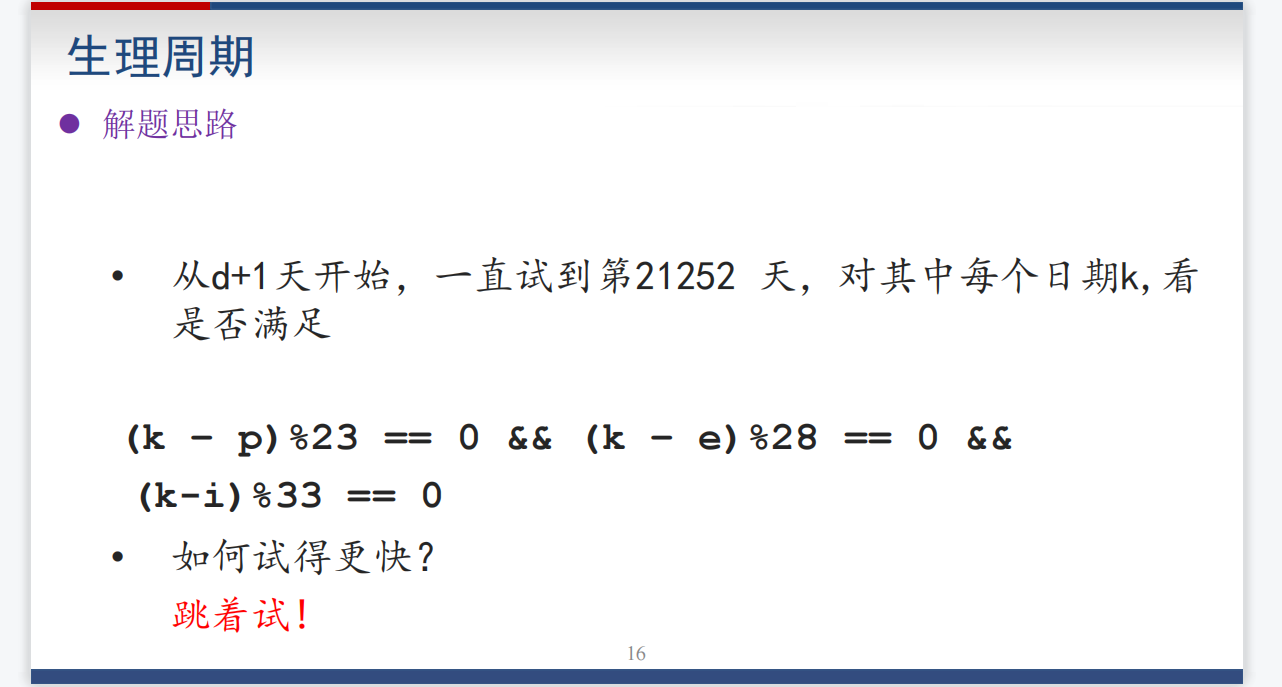 生理周期
● 解题思路
• 从d+1天开始，一直试到第21252 天，对其中每个日期k,看
是否满足
(k - p)%23 == 0 && (k - e)%28 == 0 &&
(k-i)%33 == 0
• 如何试得更快？
跳着试！
16